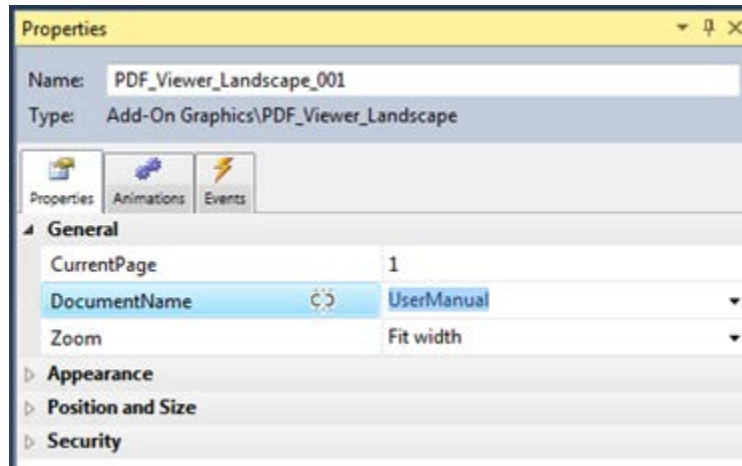 Properties
Name: PDF_Viewer_Landscape_001
Type: Add-On Graphics\PDF_Viewer_Landscape
Properties Animations Events
General
CurrentPage 1
DocumentName UserManual
Zoom Fit width
Appearance
Position and Size
Security